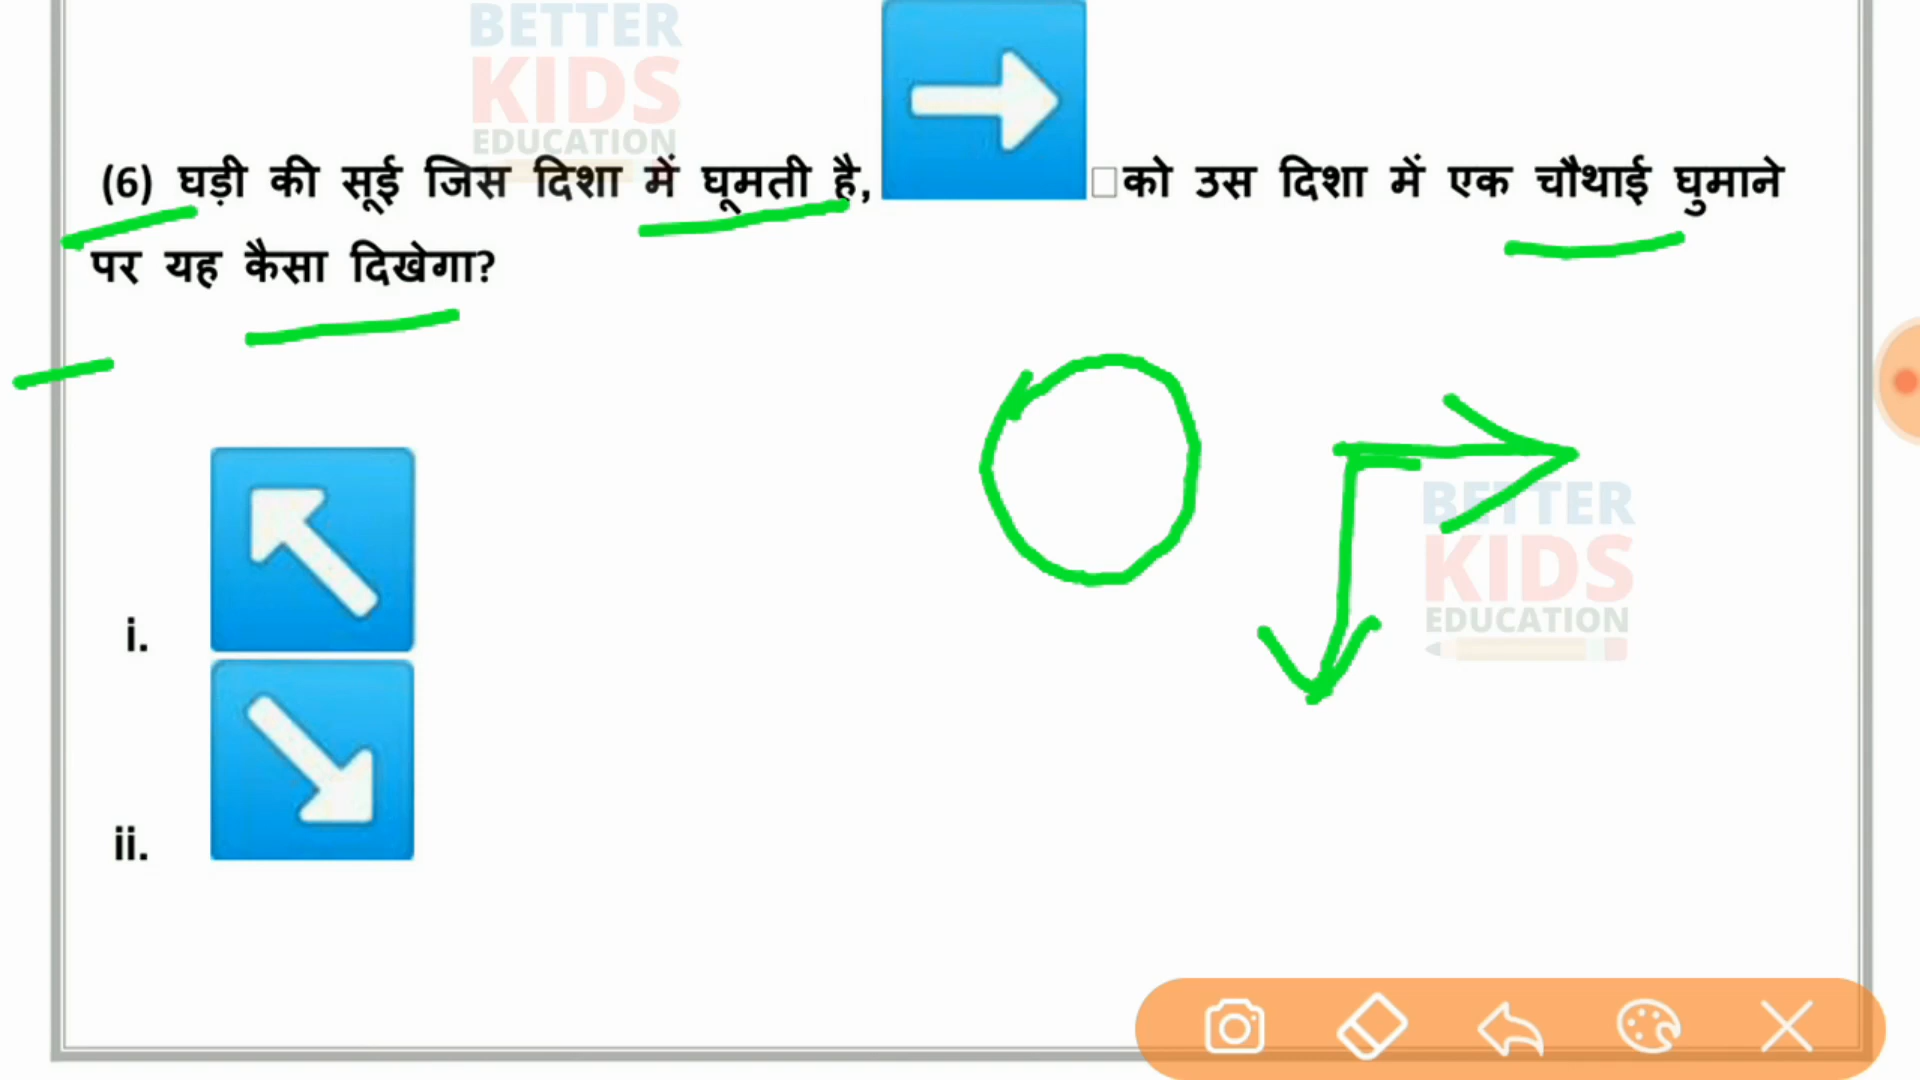 BETTER
KIDS
EDUCATION
(6) घड़ी की सूई जिस दिशा में घूमती है, को उस दिशा में एक चौथाई घुमाने
पर यह कैसा दिखेगा?
BETTER
KIDS
EDUCATION
i.
ii.